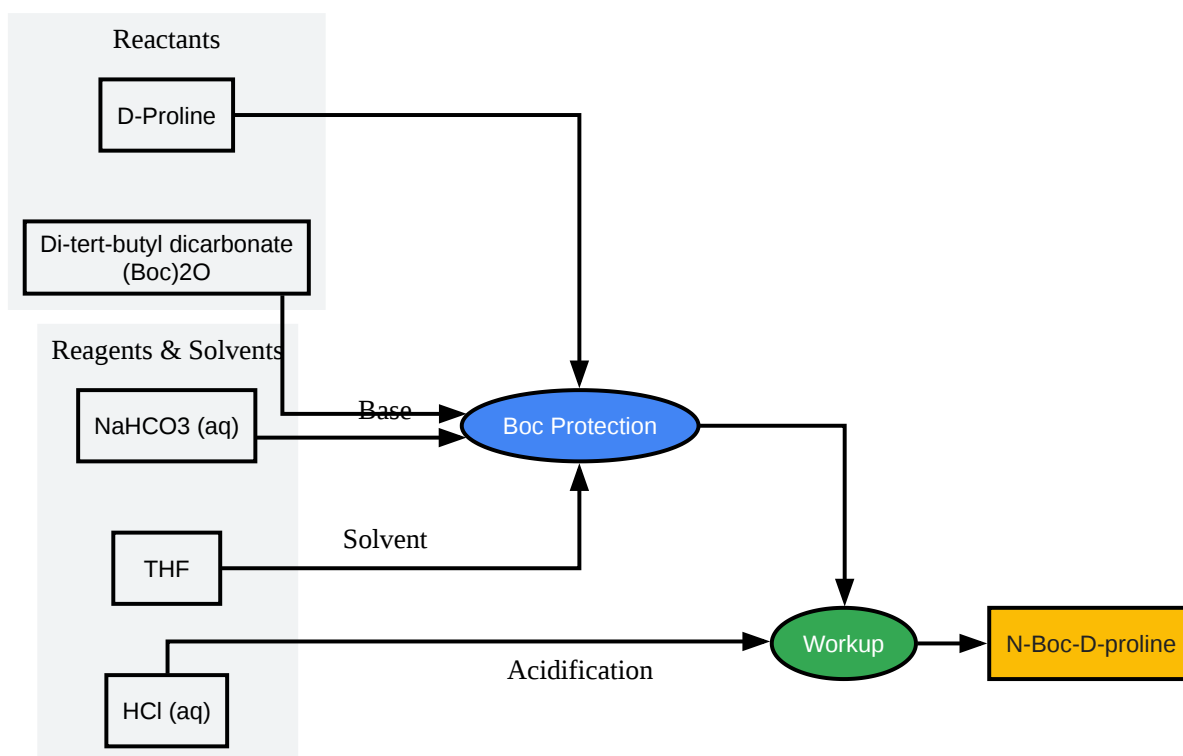 Reactants
D-Proline
Di-tert-butyl dicarbonate
(Boc)2O
Reagents & Solvents
NaHCO3 (aq)
Base
Boc Protection
THF
Solvent
HCl (aq)
Acidification
Workup
N-Boc-D-proline